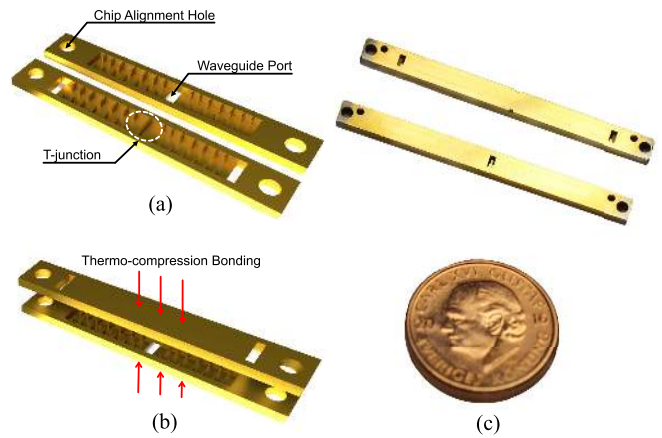 Chip Alignment Hole
Waveguide Port
T-junction
(a)
Thermo-compression Bonding
(b)
(c)